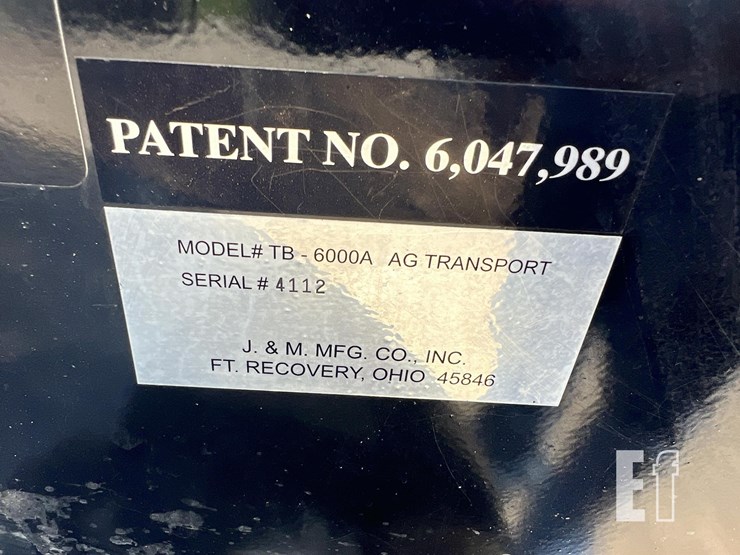 PATENT NO. 6,047,989
MODEL# TB - 6000A AG TRANSPORT
SERIAL # 4112
J. & M. MFG. CO., INC.
FT. RECOVERY, OHIO 45846
Ef